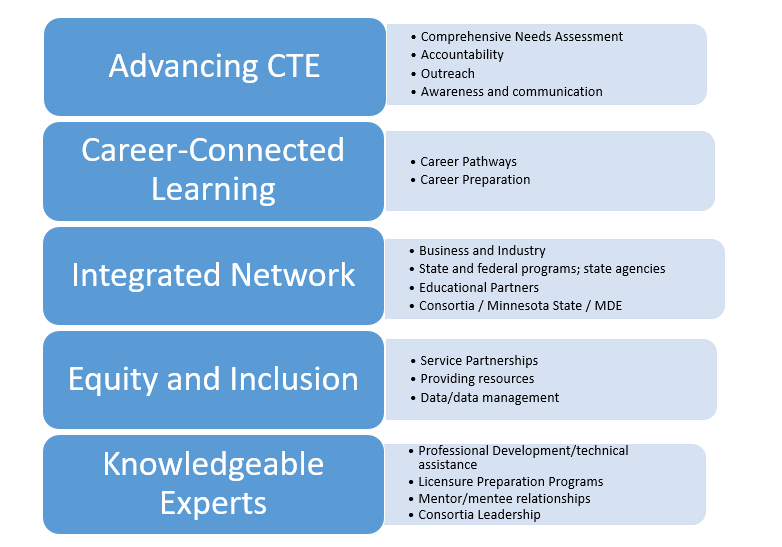 Advancing CTE
• Comprehensive Needs Assessment
• Accountability
• Outreach
• Awareness and communication
Career-Connected
Learning
• Career Pathways
• Career Preparation
Integrated Network
• Business and Industry
• State and federal programs; state agencies
• Educational Partners
• Consortia / Minnesota State / MDE
Equity and Inclusion
• Service Partnerships
• Providing resources
• Data/data management
Knowledgeable
Experts
• Professional Development/technical
assistance
• Licensure Preparation Programs
• Mentor/mentee relationships
• Consortia Leadership